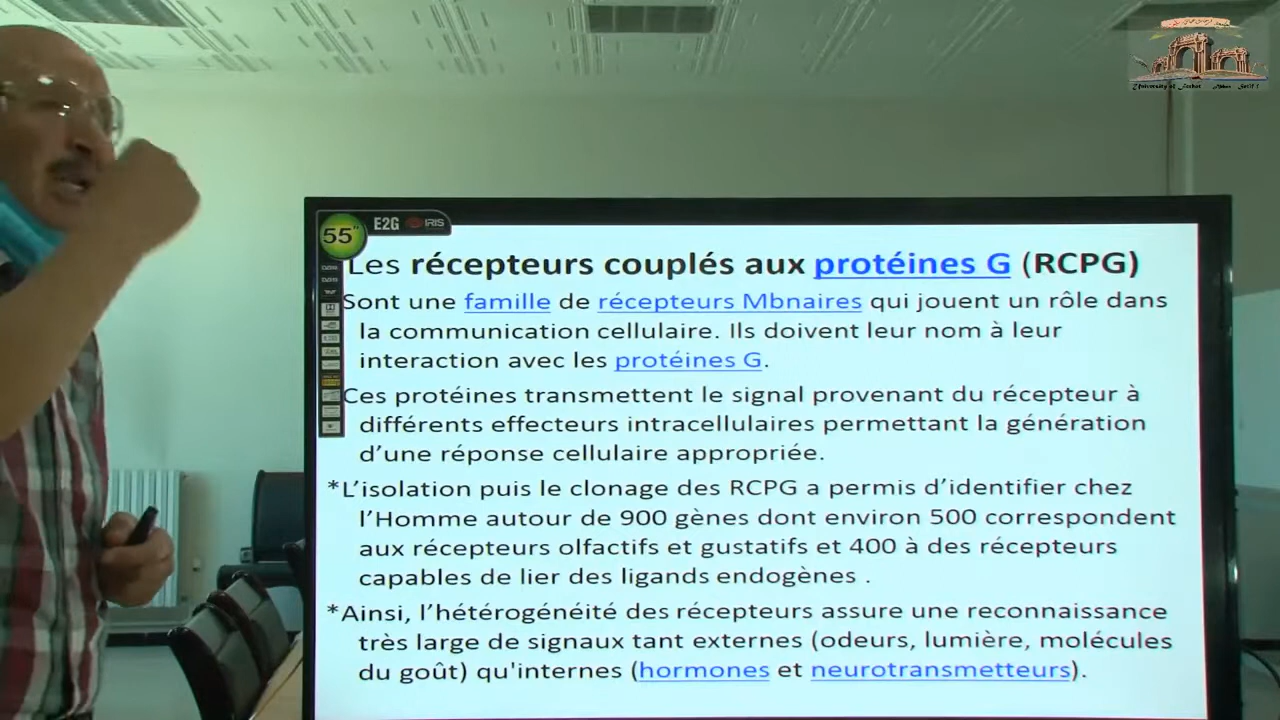 55"
E2G IRIS
Les récepteurs couplés aux protéines G (RCPG)
Sont une famille de récepteurs Mbnaires qui jouent un rôle dans
la communication cellulaire. Ils doivent leur nom à leur
interaction avec les protéines G.
Ces protéines transmettent le signal provenant du récepteur à
différents effecteurs intracellulaires permettant la génération
d’une réponse cellulaire appropriée.
*L’isolation puis le clonage des RCPG a permis d’identifier chez
l’Homme autour de 900 gènes dont environ 500 correspondent
aux récepteurs olfactifs et gustatifs et 400 à des récepteurs
capables de lier des ligands endogènes .
*Ainsi, l’hétérogénéité des récepteurs assure une reconnaissance
très large de signaux tant externes (odeurs, lumière, molécules
du goût) qu'internes (hormones et neurotransmetteurs).